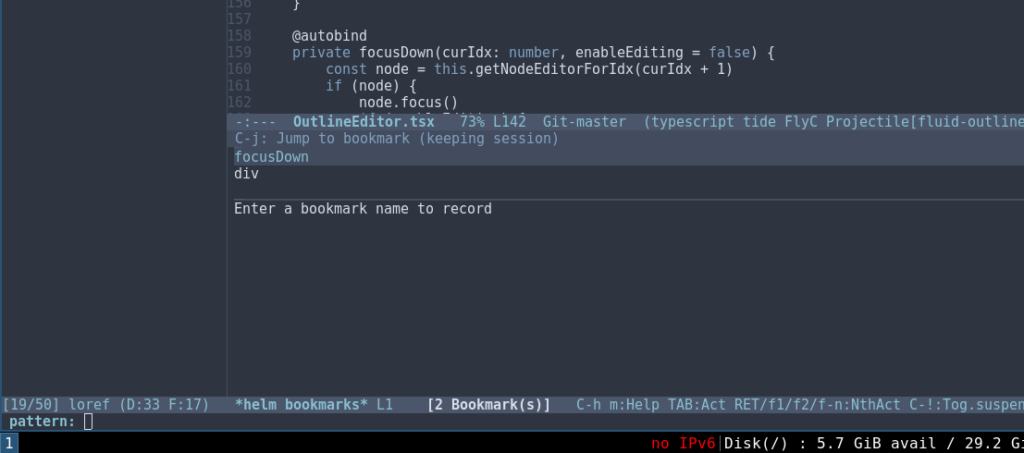 156 }
157
158 @autobind
159 private focusDown(curIdx: number, enableEditing = false) {
160 const node = this.getNodeEditorForIdx(curIdx + 1)
161 if (node) {
162 node.focus()
-:--- OutlineEditor.tsx 73% L142 Git-master (typescript tide FlyC Projectile[fluid-outline
C-j: Jump to bookmark (keeping session)
focusDown
div
Enter a bookmark name to record
[19/50] loref (D:33 F:17) *helm bookmarks* L1 [2 Bookmark(s)] C-h m:Help TAB:Act RET/f1/f2/f-n:NthAct C-!:Tog.suspen
pattern:
1 no IPv6|Disk(/) : 5.7 GiB avail / 29.2 Gi